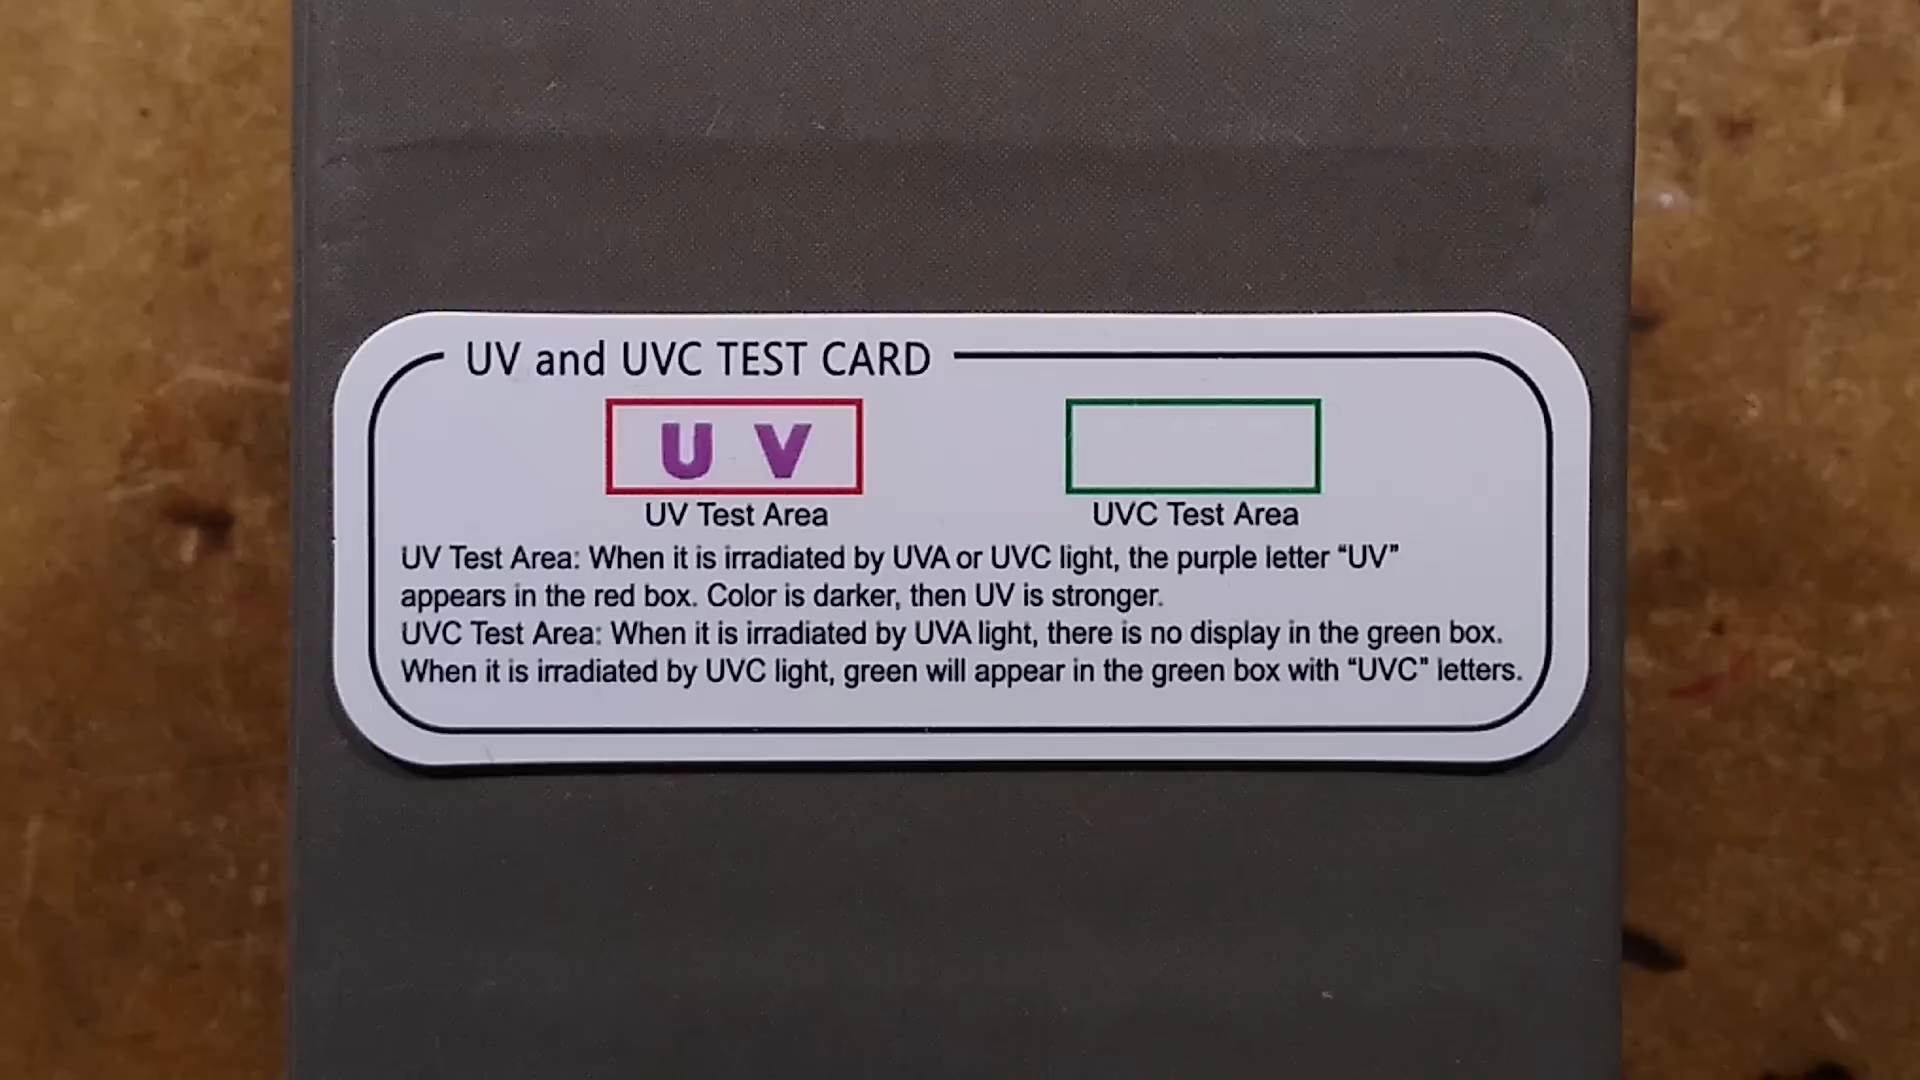 UV and UVC TEST CARD
U V
UV Test Area
UVC Test Area
UV Test Area: When it is irradiated by UVA or UVC light, the purple letter “UV”
appears in the red box. Color is darker, then UV is stronger.
UVC Test Area: When it is irradiated by UVA light, there is no display in the green box.
When it is irradiated by UVC light, green will appear in the green box with “UVC” letters.